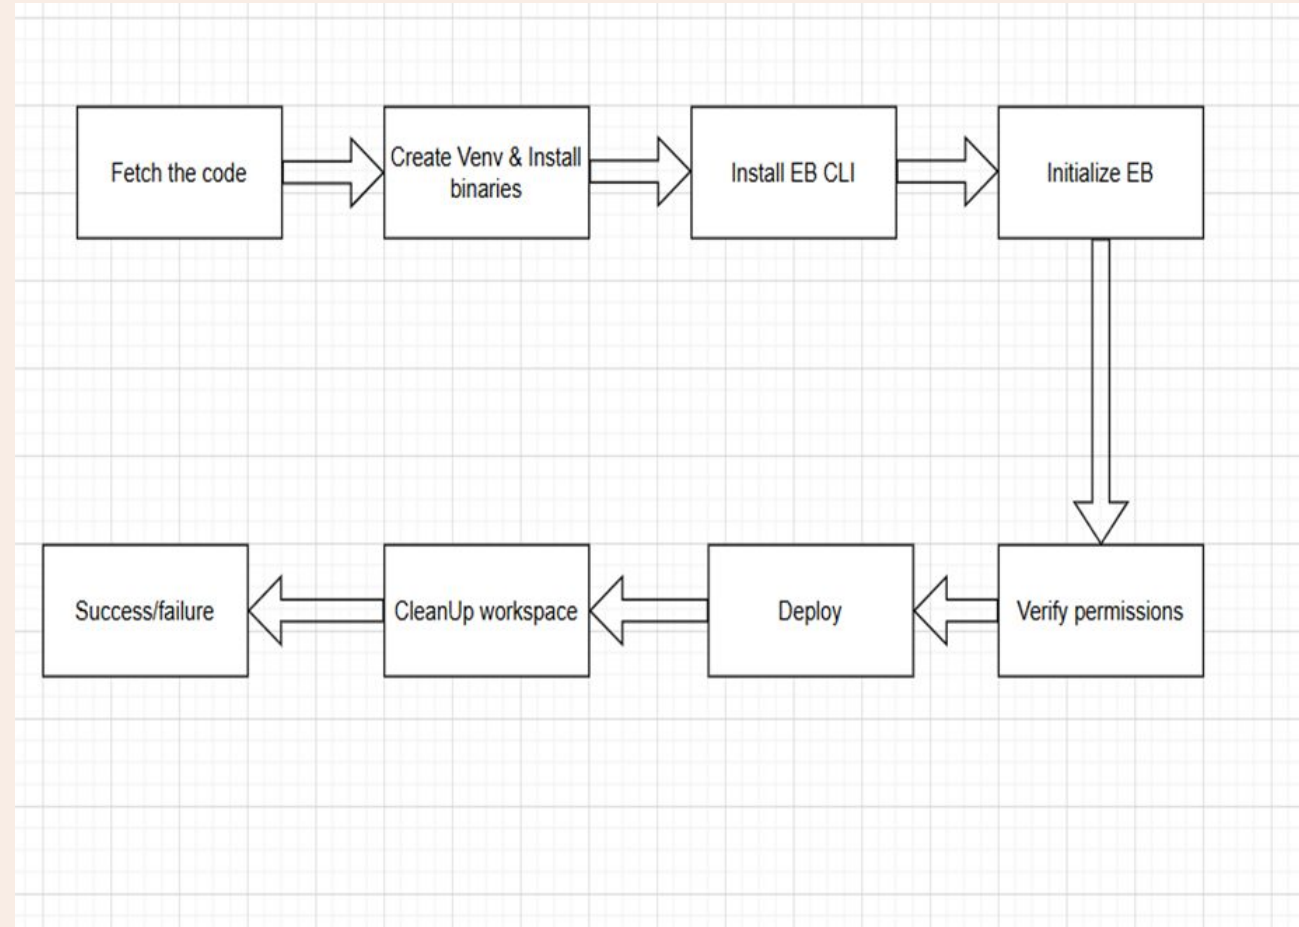 Fetch the code
Create Venv & Install
binaries
Install EB CLI
Initialize EB
Verify permissions
Deploy
CleanUp workspace
Success/failure